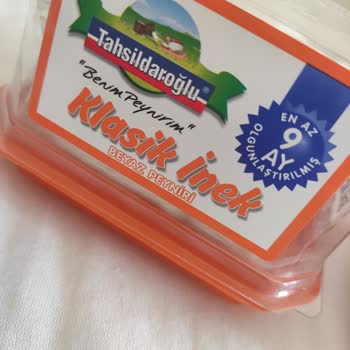 Tahsildaroğlu
"Benim Peynirim"
Klasik İnek
BEYAZ PEYNİRİ
EN AZ
9
AY
OLGUNLAŞTIRILMIŞ